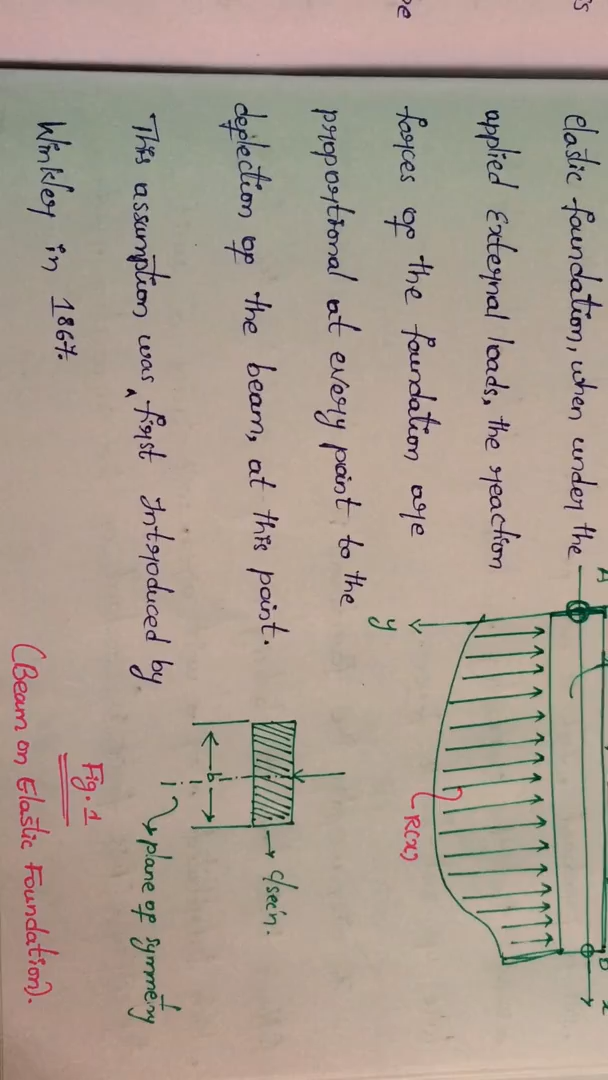 elastic foundation, when under the
applied external loads, the reaction
forces of the foundation are
proportional at every point to the
deflection of the beam, at this point.
This assumption was first Introduced by
Winkler in 1867.
A
B
x
y
R(x)
c/sec'n.
b
plane of symmetry
Fig. 1
(Beam on Elastic Foundation).